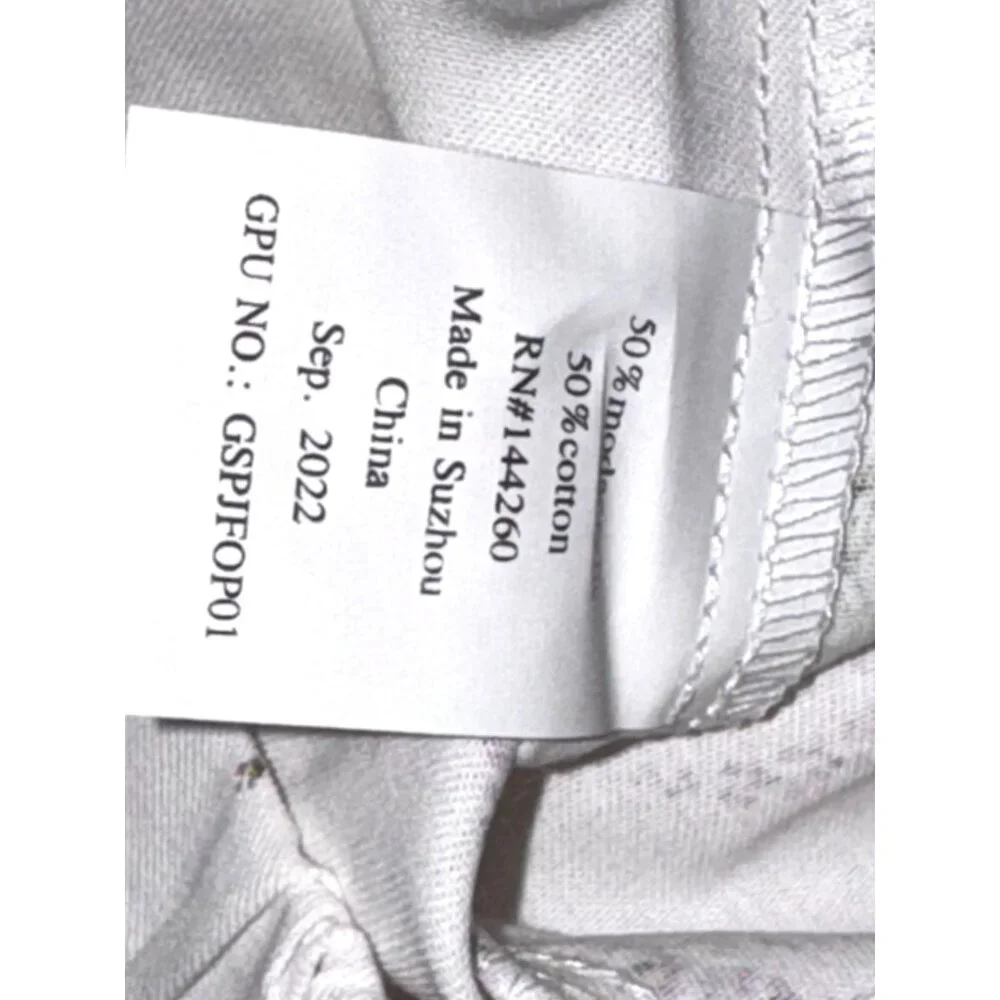 50%
50%cotton
RN#144260
Made in Suzhou
China
Sep. 2022
GPU NO.: GSPJFOP01